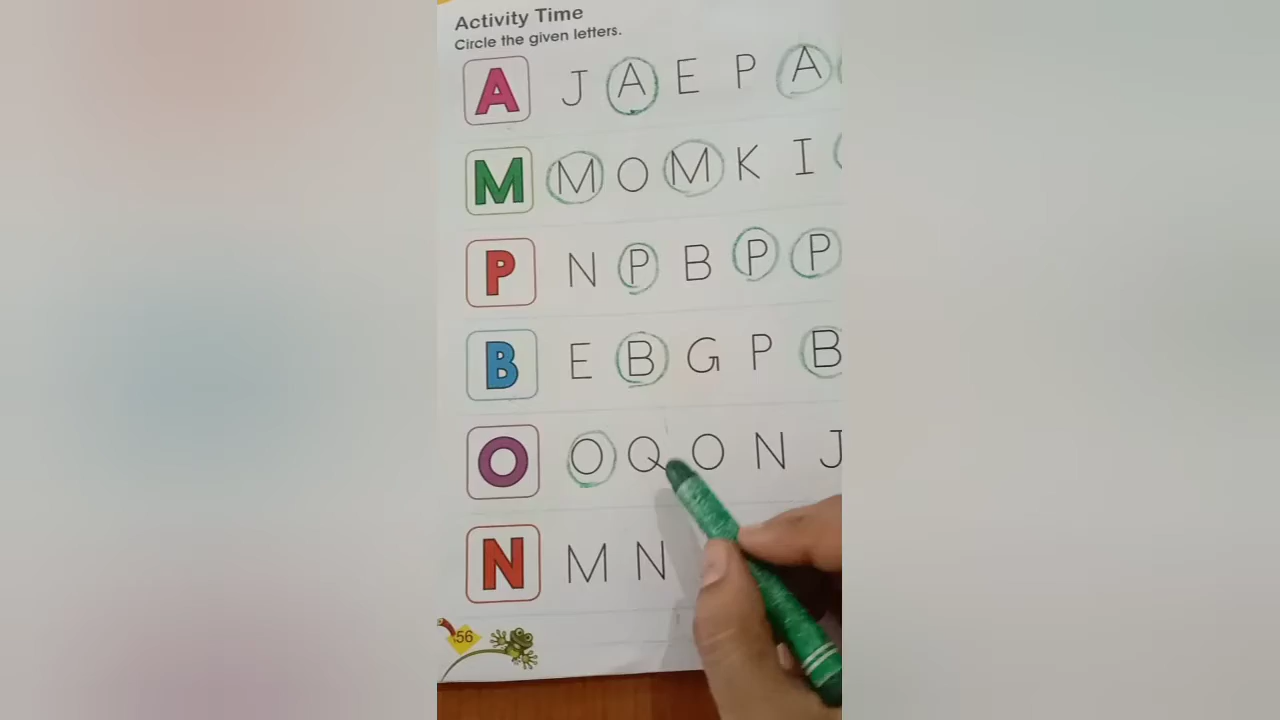 Activity Time
Circle the given letters.
A J A E P A
M M O M K I
P N P B P P
B E B G P B
O O Q O N J
N M N
56